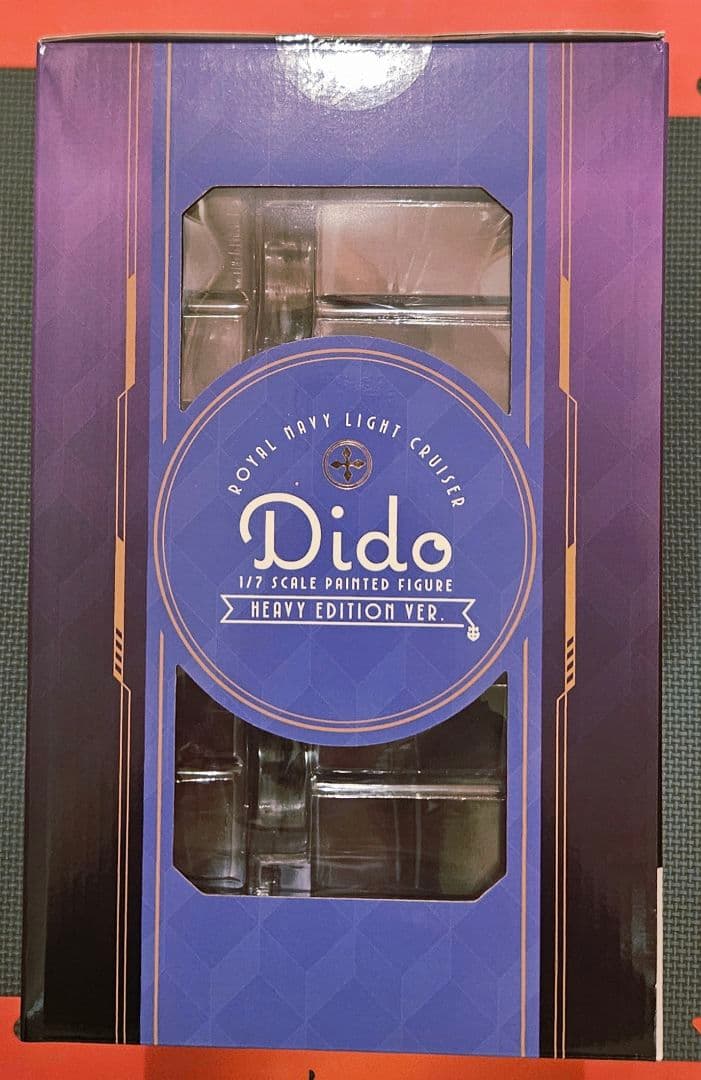 ROYAL NAVY LIGHT CRUISER
Dido
1/7 SCALE PAINTED FIGURE
HEAVY EDITION VER.